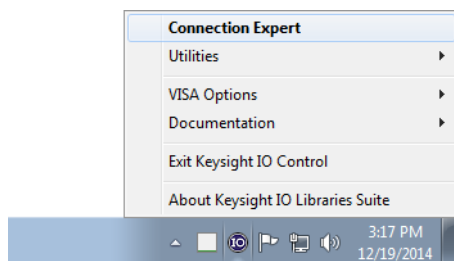 Connection Expert
Utilities
VISA Options
Documentation
Exit Keysight IO Control
About Keysight IO Libraries Suite
IO
3:17 PM
12/19/2014